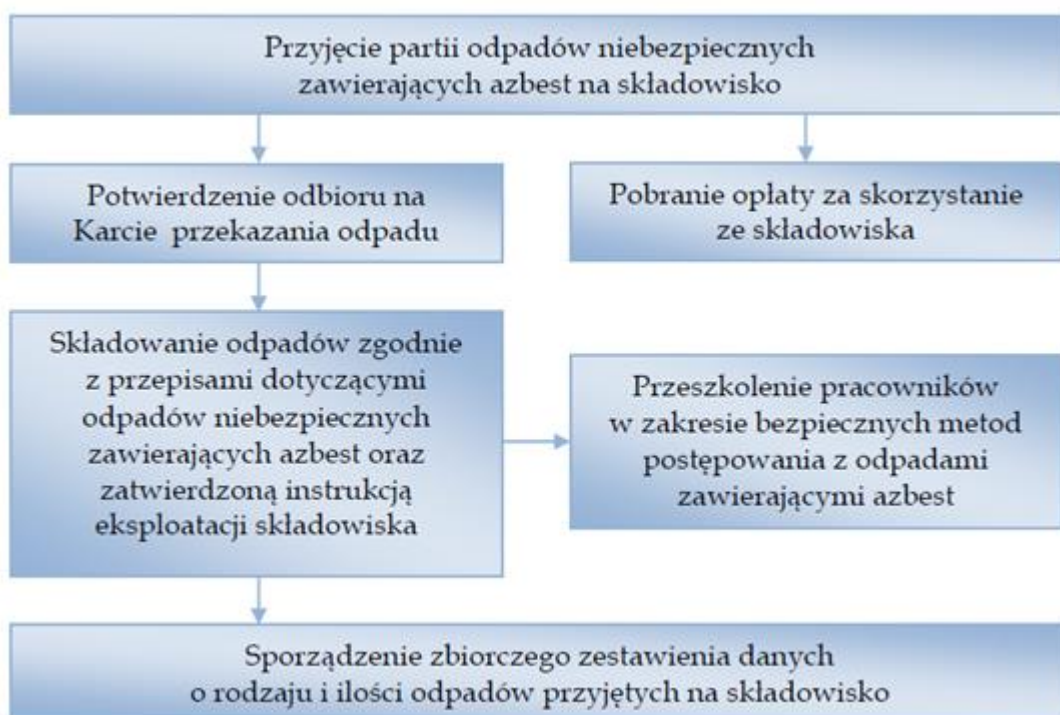 Przyjęcie partii odpadów niebezpiecznych
zawierających azbest na składowisko
Potwierdzenie odbioru na
Karcie przekazania odpadu
Pobranie opłaty za skorzystanie
ze składowiska
Składowanie odpadów zgodnie
z przepisami dotyczącymi
odpadów niebezpiecznych
zawierających azbest oraz
zatwierdzoną instrukcją
eksploatacji składowiska
Przeszkolenie pracowników
w zakresie bezpiecznych metod
postępowania z odpadami
zawierającymi azbest
Sporządzenie zbiorczego zestawienia danych
o rodzaju i ilości odpadów przyjętych na składowisko